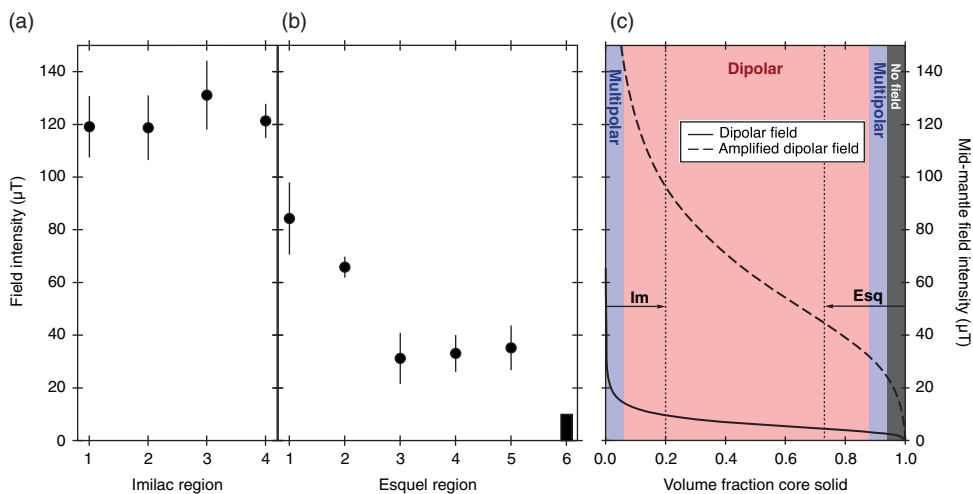 (a)
(b)
(c)
140
120
100
80
60
40
20
0
Field intensity (µT)
1 2 3 4
Imilac region
1 2 3 4 5 6
Esquel region
Multipolar
Dipolar
Multipolar
No field
Dipolar field
Amplified dipolar field
Im
Esq
0.0 0.2 0.4 0.6 0.8 1.0
Volume fraction core solid
140
120
100
80
60
40
20
0
Mid-mantle field intensity (µT)